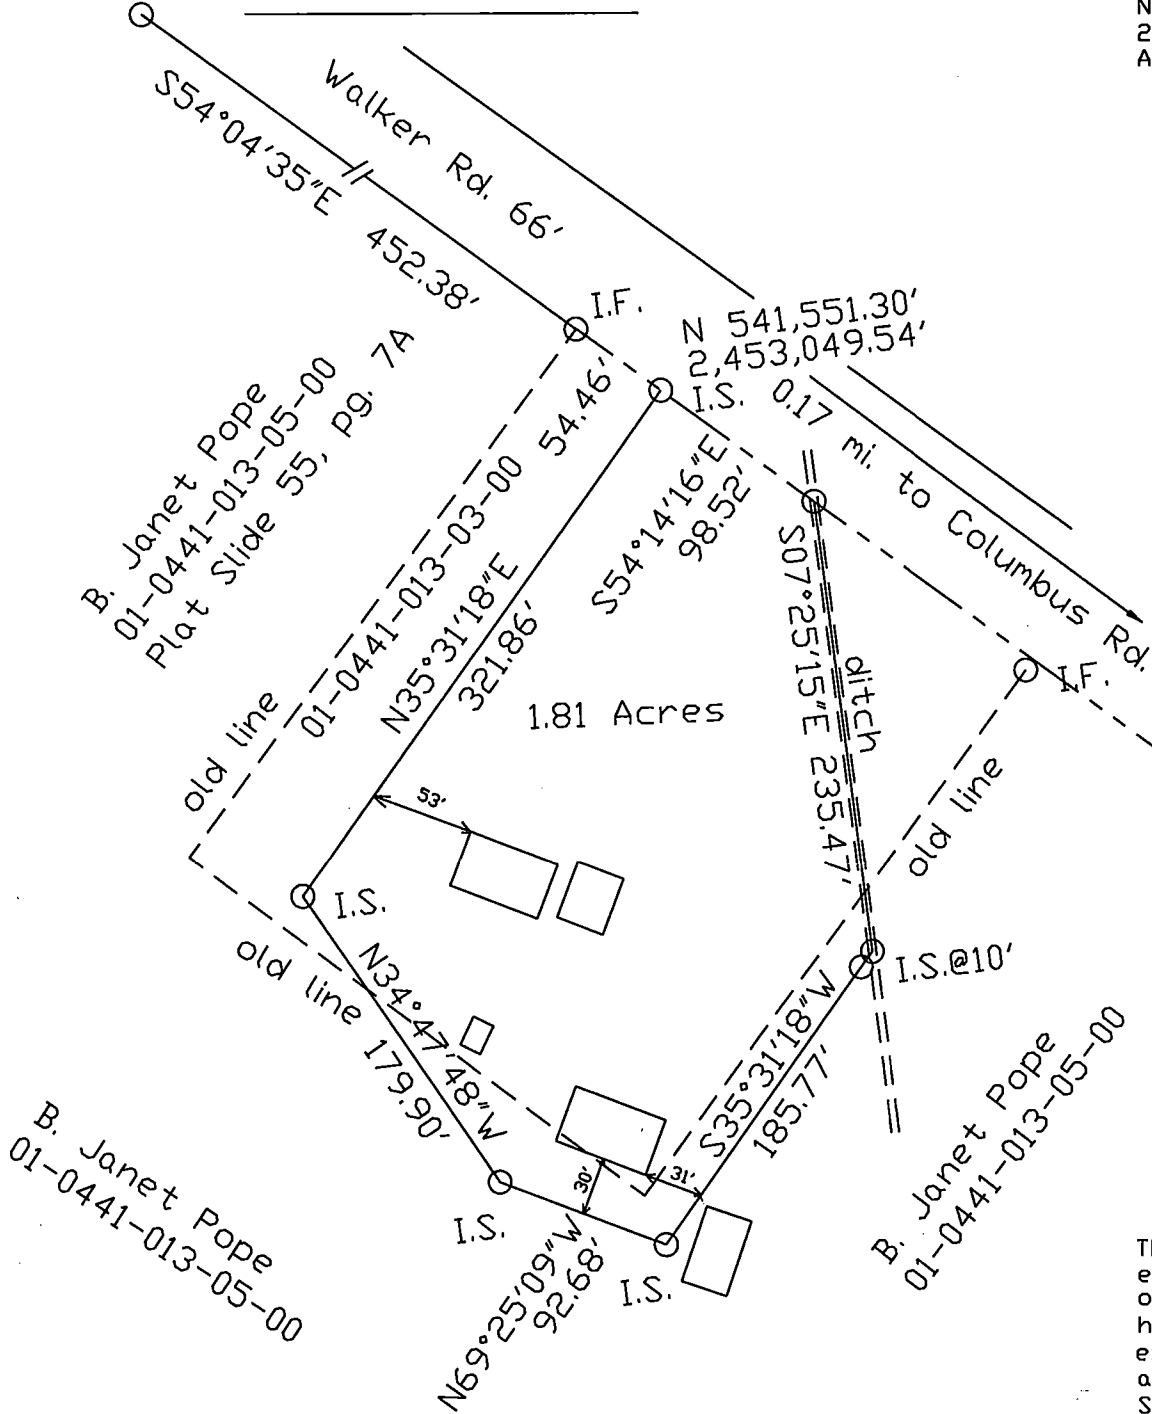 N
2
A
Walker Rd. 66'
S54°04'35"E 452.38'
I.F.
N 541,551.30'
2,453,049.54'
I.S.
0.17 mi. to Columbus Rd.
B. Janet Pope
01-0441-013-05-00
Plat Slide 55, pg. 7A
01-0441-013-03-00 54.46'
N35°31'18"E
321.86'
S54°14'16"E
98.52'
S07°25'15"E 235.47'
ditch
I.F.
1.81 Acres
old line
old line
53'
I.S.
old line
N34°47'48"W
179.90'
I.S.@10'
S35°31'18"W
185.77'
31'
30'
I.S.
I.S.
N69°25'09"W
92.68'
B. Janet Pope
01-0441-013-05-00
B. Janet Pope
01-0441-013-05-00
e
o
h
e
a
S